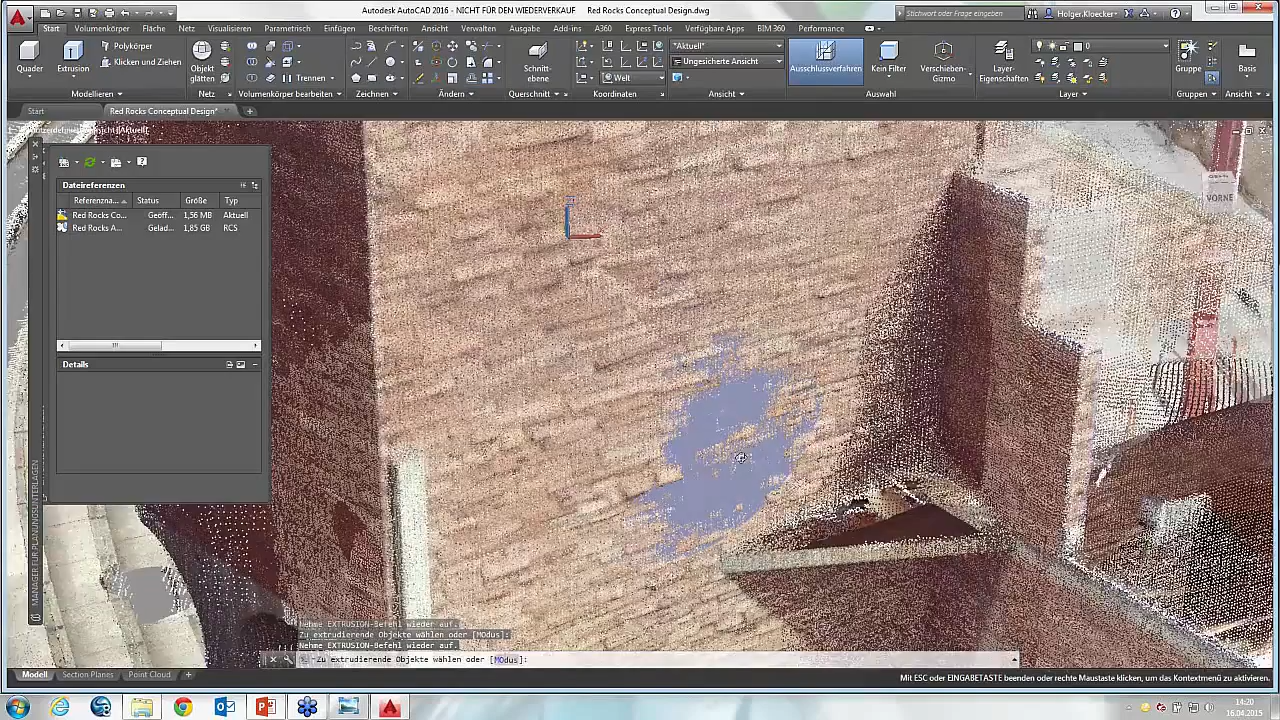 Autodesk AutoCAD 2016 - NICHT FÜR DEN WIEDERVERKAUF    Red Rocks Conceptual Design.dwg
Stichwort oder Frage eingeben
Holger.Kloecker
Start Volumenkörper Fläche Netz Visualisieren Parametrisch Einfügen Beschriften Ansicht Verwalten Ausgabe Add-ins A360 Express Tools Verfügbare Apps BIM 360 Performance
Polykörper
Klicken und Ziehen
Quader
Extrusion
Objekt glätten
Trennen
Schnitt-
ebene
*Aktuell*
Ungesicherte Ansicht
Welt
Ausschlussverfahren
Kein Filter
Verschieben-
Gizmo
Layer
Eigenschaften
0
Gruppe
Basis
Modellieren
Netz
Volumenkörper bearbeiten
Zeichnen
Ändern
Querschnitt
Koordinaten
Ansicht
Auswahl
Layer
Gruppen
Ansicht
Start
Red Rocks Conceptual Design*
Dateireferenzen
Referenzna... Status Größe Typ
Red Rocks Co... Geoff... 1,56 MB Aktuell
Red Rocks A... Gelad... 1,85 GB RCS
Details
MANAGER FÜR PLANUNGSUNTERLAGEN
VORNE
Nehme EXTRUSION-Befehl wieder auf.
Zu extrudierende Objekte wählen oder [MOdus]:
Nehme EXTRUSION-Befehl wieder auf.
Zu extrudierende Objekte wählen oder [MOdus]:
Modell Section Planes Point Cloud
Mit ESC oder EINGABETASTE beenden oder rechte Maustaste klicken, um das Kontextmenü zu aktivieren.
14:20
16.04.2015